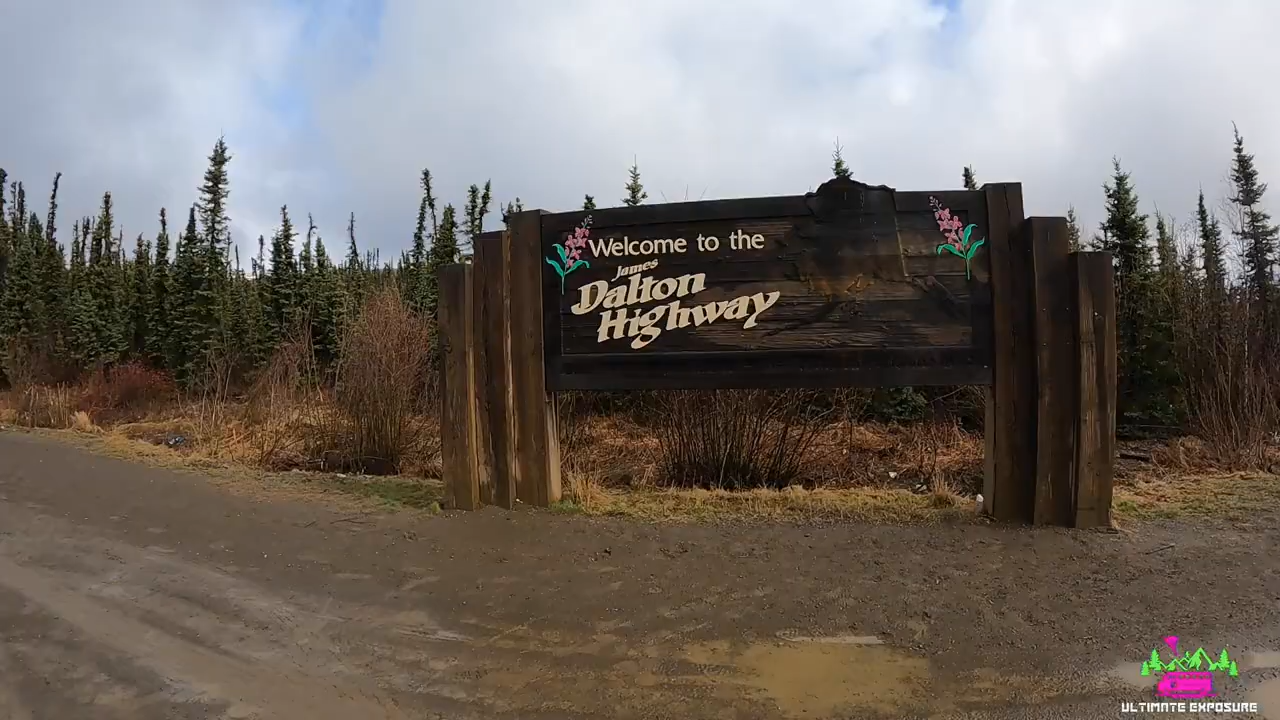 Welcome to the
James
Dalton
Highway
ULTIMATE EXPOSURE